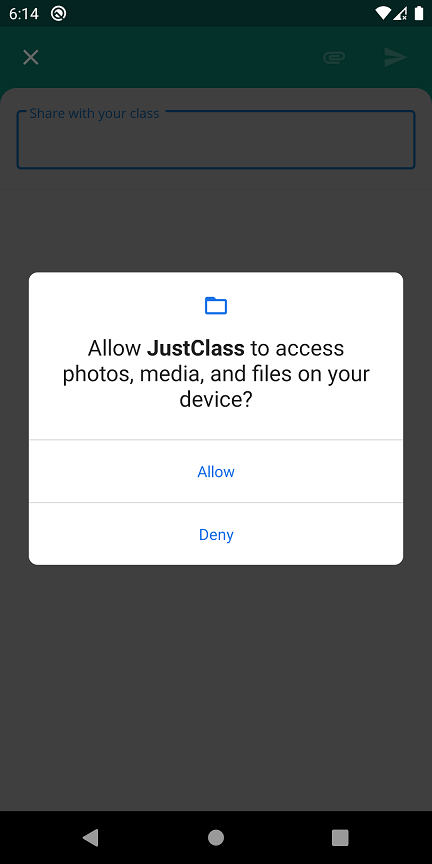 6:14
Share with your class
Allow JustClass to access
photos, media, and files on your
device?
Allow
Deny